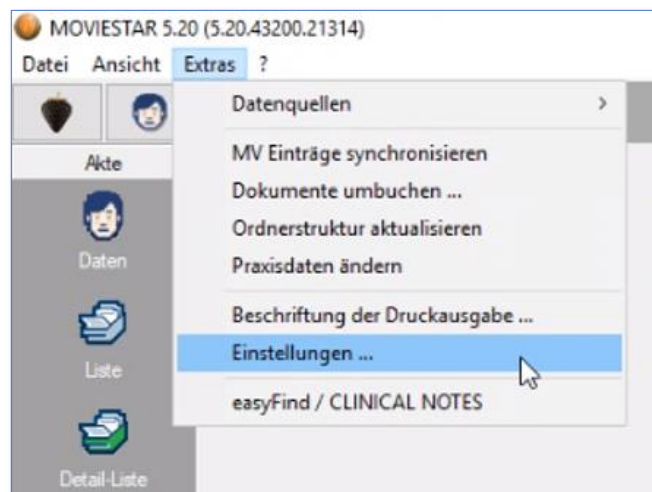 MOVIESTAR 5.20 (5.20.43200.21314)
Datei Ansicht Extras ?
Datenquellen >
MV Einträge synchronisieren
Dokumente umbuchen ...
Ordnerstruktur aktualisieren
Praxisdaten ändern
Beschriftung der Druckausgabe ...
Einstellungen ...
easyFind / CLINICAL NOTES
Akte
Daten
Liste
Detail-Liste